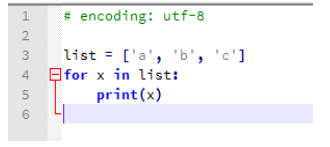 1 # encoding: utf-8
2
3 list = ['a', 'b', 'c']
4 for x in list:
5     print(x)
6